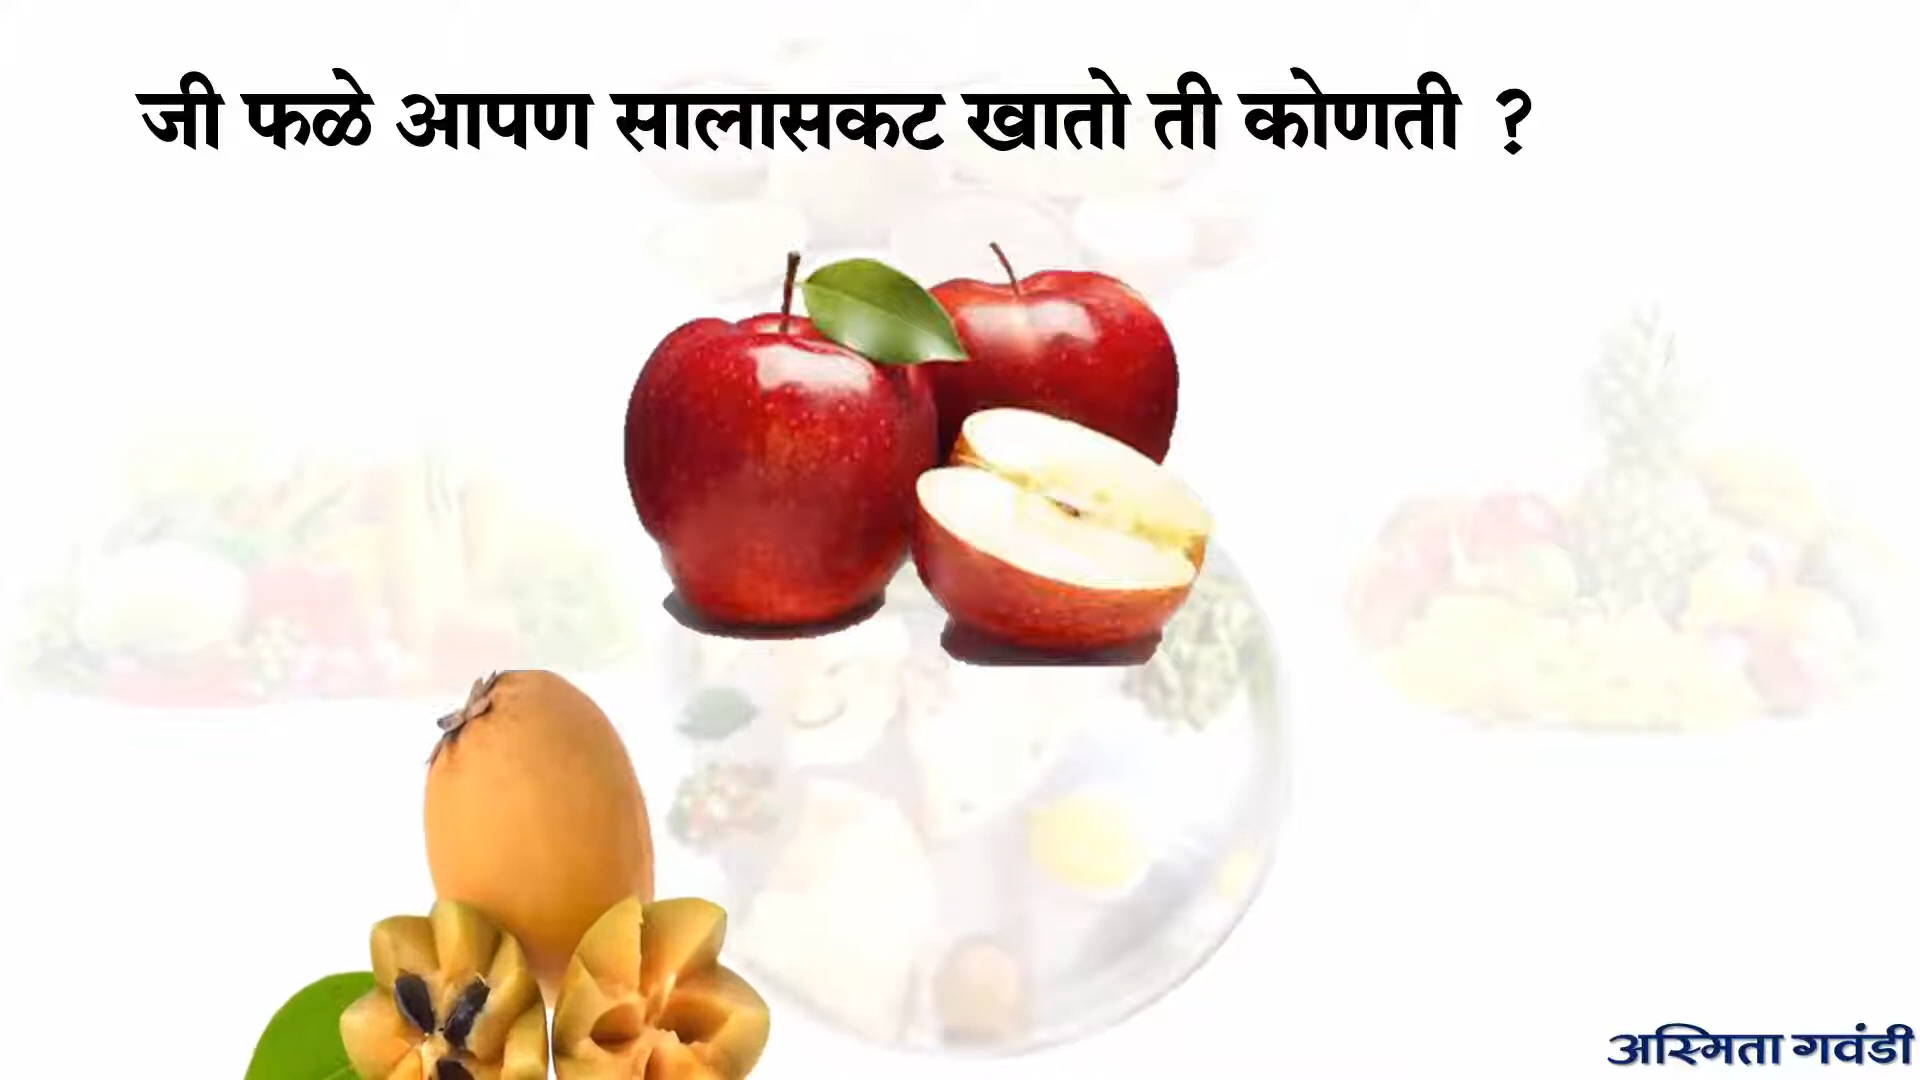 जी फळे आपण सालासकट खातो ती कोणती ?
अस्मिता गवंडी